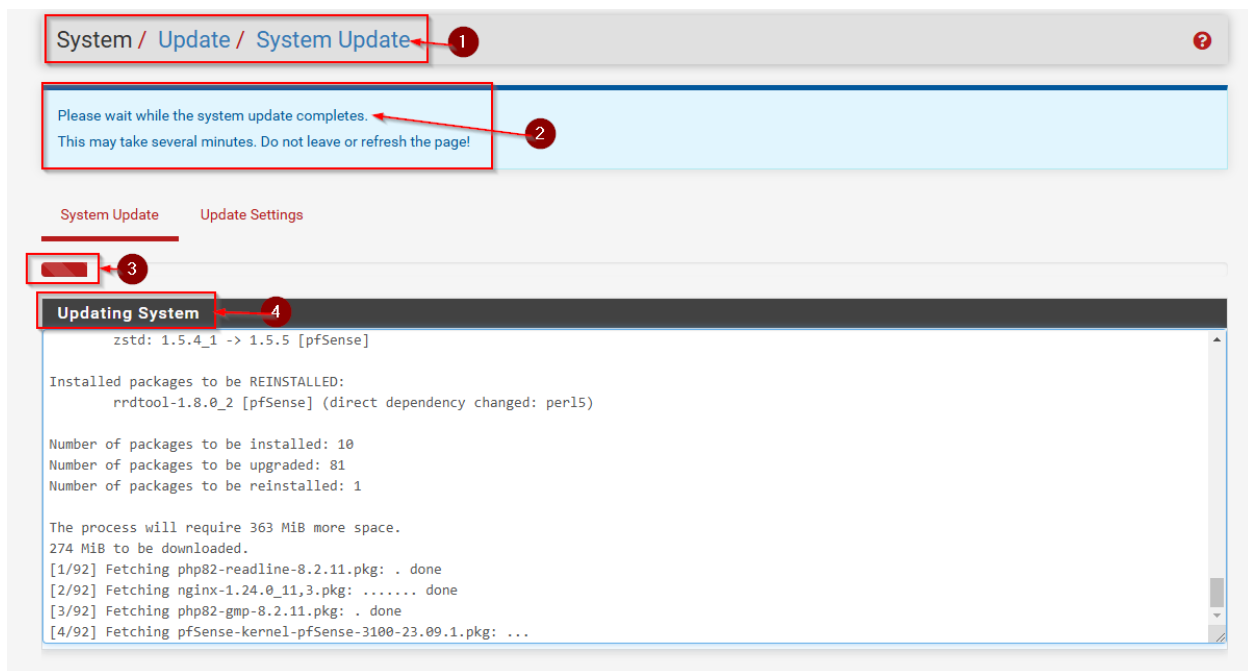 System / Update / System Update
1
?
Please wait while the system update completes.
This may take several minutes. Do not leave or refresh the page!
2
System Update Update Settings
3
Updating System
4
zstd: 1.5.4_1 -> 1.5.5 [pfSense]
Installed packages to be REINSTALLED:
rrdtool-1.8.0_2 [pfSense] (direct dependency changed: perl5)
Number of packages to be installed: 10
Number of packages to be upgraded: 81
Number of packages to be reinstalled: 1
The process will require 363 MiB more space.
274 MiB to be downloaded.
[1/92] Fetching php82-readline-8.2.11.pkg: . done
[2/92] Fetching nginx-1.24.0_11,3.pkg: ....... done
[3/92] Fetching php82-gmp-8.2.11.pkg: . done
[4/92] Fetching pfSense-kernel-pfSense-3100-23.09.1.pkg: ...